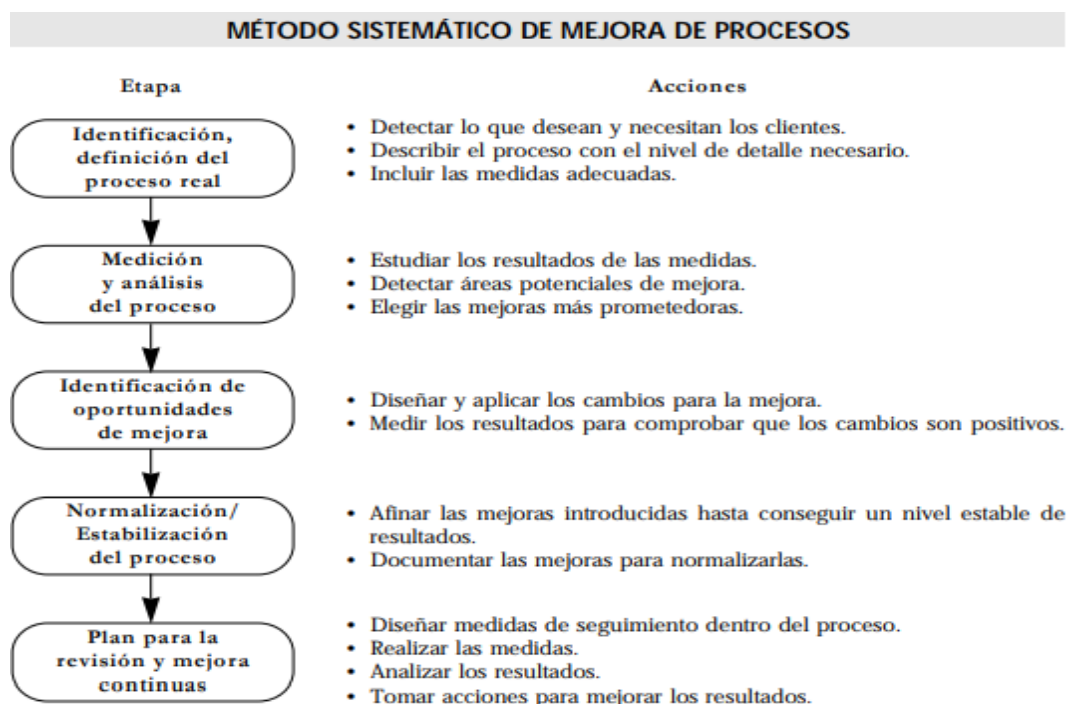 MÉTODO SISTEMÁTICO DE MEJORA DE PROCESOS
Etapa
Acciones
Identificación,
definición del
proceso real
• Detectar lo que desean y necesitan los clientes.
• Describir el proceso con el nivel de detalle necesario.
• Incluir las medidas adecuadas.
Medición
y análisis
del proceso
• Estudiar los resultados de las medidas.
• Detectar áreas potenciales de mejora.
• Elegir las mejoras más prometedoras.
Identificación de
oportunidades
de mejora
• Diseñar y aplicar los cambios para la mejora.
• Medir los resultados para comprobar que los cambios son positivos.
Normalización/
Estabilización
del proceso
• Afinar las mejoras introducidas hasta conseguir un nivel estable de
resultados.
• Documentar las mejoras para normalizarlas.
Plan para la
revisión y mejora
continuas
• Diseñar medidas de seguimiento dentro del proceso.
• Realizar las medidas.
• Analizar los resultados.
• Tomar acciones para mejorar los resultados.